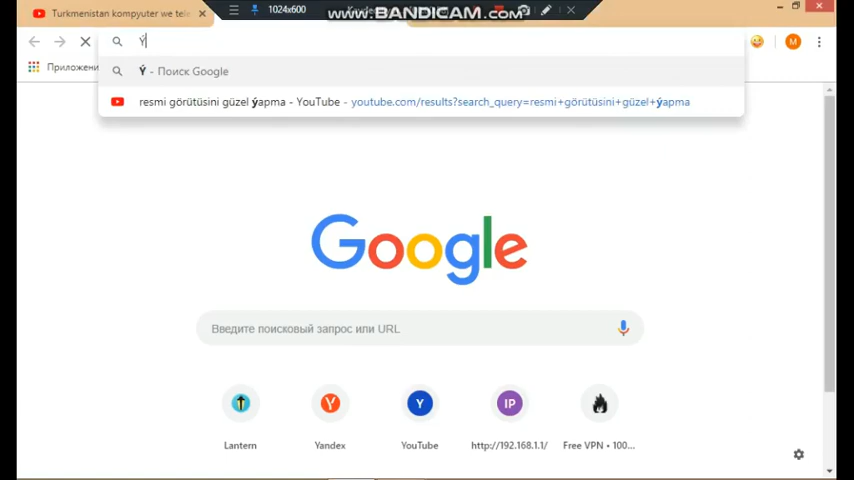 Turkmenistan kompyuter we tele
1024x600
www.BANDICAM.com
Ý
M
Приложени
Ý - Поиск Google
resmi görütüsini güzel ýapma - YouTube - youtube.com/results?search_query=resmi+görütüsini+güzel+ýapma
Google
Введите поисковый запрос или URL
Y
IP
Lantern
Yandex
YouTube
http://192.168.1.1/
Free VPN • 100...